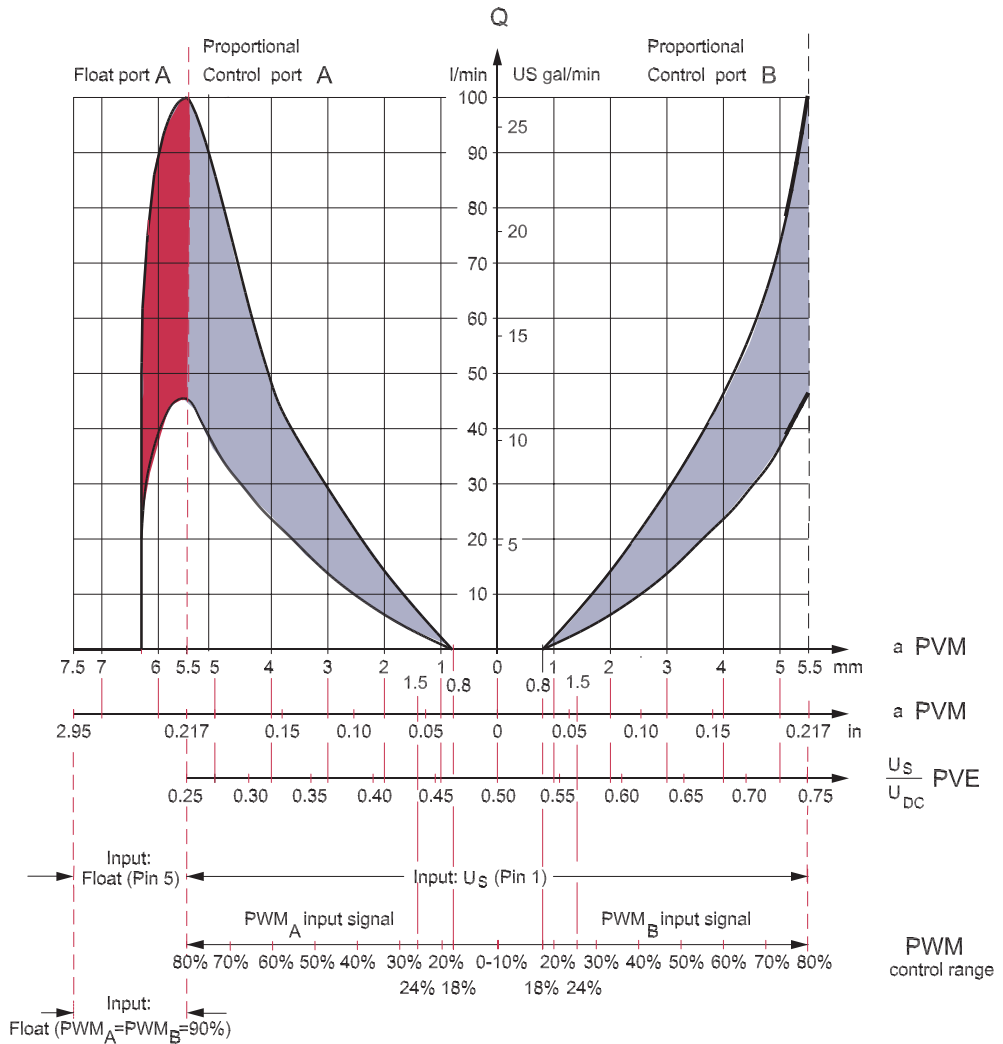 Q
Proportional
Proportional
Float port A
Control port A
l/min
US gal/min
Control port B
100
90
80
70
60
50
40
30
20
10
25
20
15
10
5
7.5 7 6 5.5 5 4 3 2 1 0 1 2 3 4 5 5.5 mm
a PVM
1.5 0.8 0.8 1.5
a PVM
2.95 0.217 0.15 0.10 0.05 0 0.05 0.10 0.15 0.217 in
US
UDC
PVE
0.25 0.30 0.35 0.40 0.45 0.50 0.55 0.60 0.65 0.70 0.75
Input:
Float (Pin 5)
Input: US (Pin 1)
PWMA input signal
PWMB input signal
PWM
control range
80% 70% 60% 50% 40% 30% 20% 0-10% 20% 30% 40% 50% 60% 70% 80%
24% 18% 18% 24%
Input:
Float (PWMA=PWMB=90%)